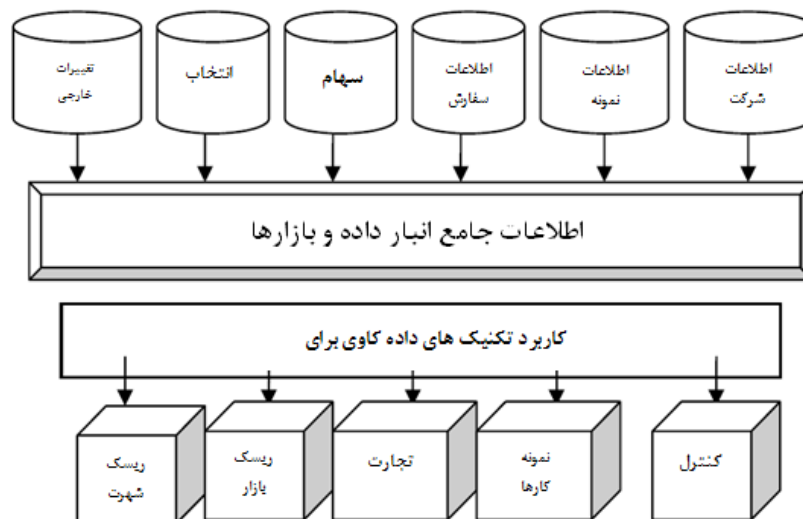 اطلاعات
شرکت
اطلاعات
نمونه
اطلاعات
سفارش
سهام
انتخاب
تغییرات
خارجی
اطلاعات جامع انبار داده و بازارها
کاربرد تکنیک های داده کاوی برای
کنترل
نمونه
کارها
تجارت
ریسک
بازار
ریسک
شهرت